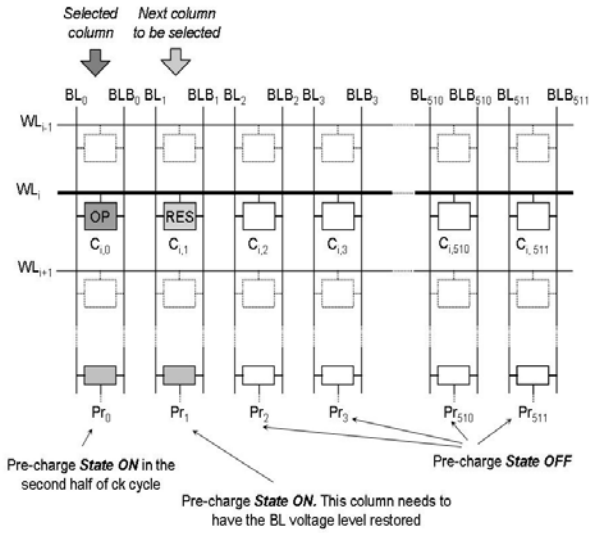 Selected column
Next column to be selected
BL0 BLB0 BL1 BLB1 BL2 BLB2 BL3 BLB3 BL510 BLB510 BL511 BLB511
WLi-1
WLi
OP RES
Ci,0 Ci,1 Ci,2 Ci,3 Ci,510 Ci, 511
WLi+1
Pr0 Pr1 Pr2 Pr3 Pr510 Pr511
Pre-charge State ON in the
second half of ck cycle
Pre-charge State OFF
Pre-charge State ON. This column needs to
have the BL voltage level restored